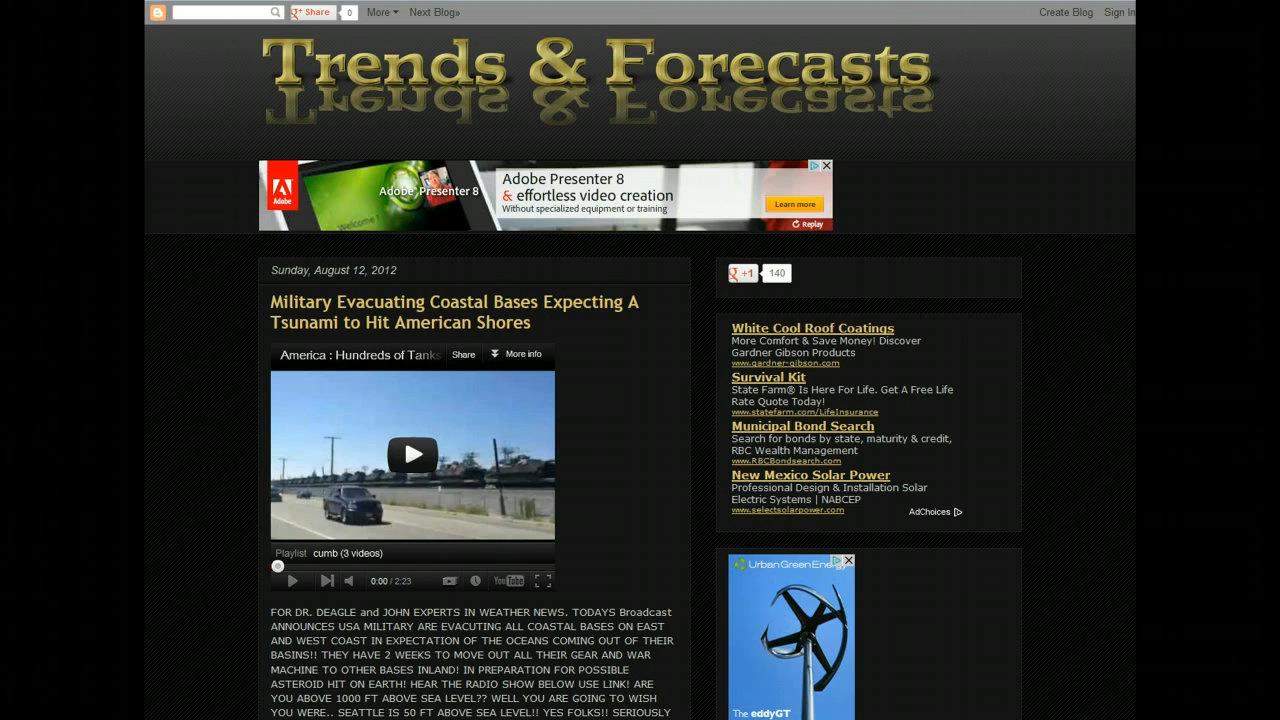 Share 0 More Next Blog» Create Blog Sign In
Trends & Forecasts
Adobe
Adobe Presenter 8
Welcome
Adobe Presenter 8
& effortless video creation
Without specialized equipment or training
Learn more
Replay
Sunday, August 12, 2012
Military Evacuating Coastal Bases Expecting A
Tsunami to Hit American Shores
America : Hundreds of Tanks Share More info
Playlist cumb (3 videos)
0:00 / 2:23 YouTube
FOR DR. DEAGLE and JOHN EXPERTS IN WEATHER NEWS. TODAYS Broadcast
ANNOUNCES USA MILITARY ARE EVACUTING ALL COASTAL BASES ON EAST
AND WEST COAST IN EXPECTATION OF THE OCEANS COMING OUT OF THEIR
BASINS!! THEY HAVE 2 WEEKS TO MOVE OUT ALL THEIR GEAR AND WAR
MACHINE TO OTHER BASES INLAND! IN PREPARATION FOR POSSIBLE
ASTEROID HIT ON EARTH! HEAR THE RADIO SHOW BELOW USE LINK! ARE
YOU ABOVE 1000 FT ABOVE SEA LEVEL?? WELL YOU ARE GOING TO WISH
YOU WERE.. SEATTLE IS 50 FT ABOVE SEA LEVEL!! YES FOLKS!! SERIOUSLY
g +1 140
White Cool Roof Coatings
More Comfort & Save Money! Discover
Gardner Gibson Products
www.gardner-gibson.com
Survival Kit
State Farm® Is Here For Life. Get A Free Life
Rate Quote Today!
www.statefarm.com/LifeInsurance
Municipal Bond Search
Search for bonds by state, maturity & credit,
RBC Wealth Management
www.RBCBondsearch.com
New Mexico Solar Power
Professional Design & Installation Solar
Electric Systems | NABCEP
www.selectsolarpower.com
AdChoices
UrbanGreenEnergy
The eddyGT